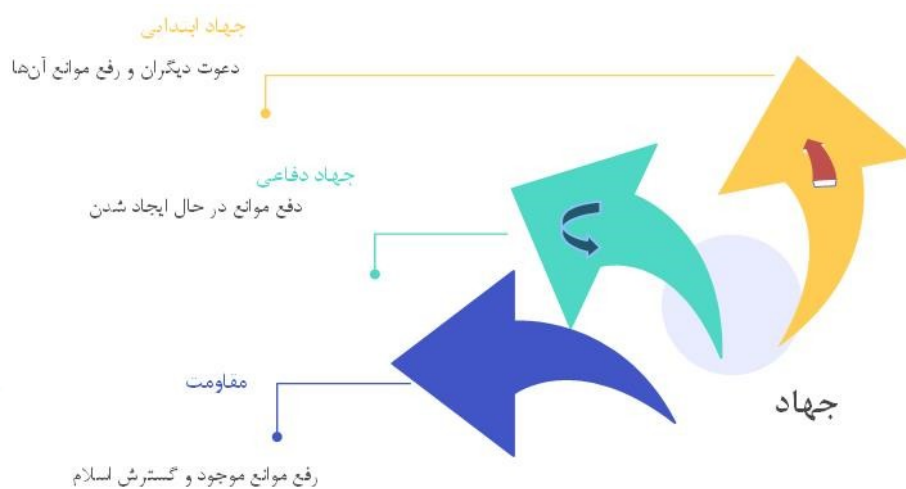 جهاد ابتدایی
دعوت دیگران و رفع موانع آن‌ها
جهاد دفاعی
دفع موانع در حال ایجاد شدن
مقاومت
جهاد
رفع موانع موجود و گسترش اسلام